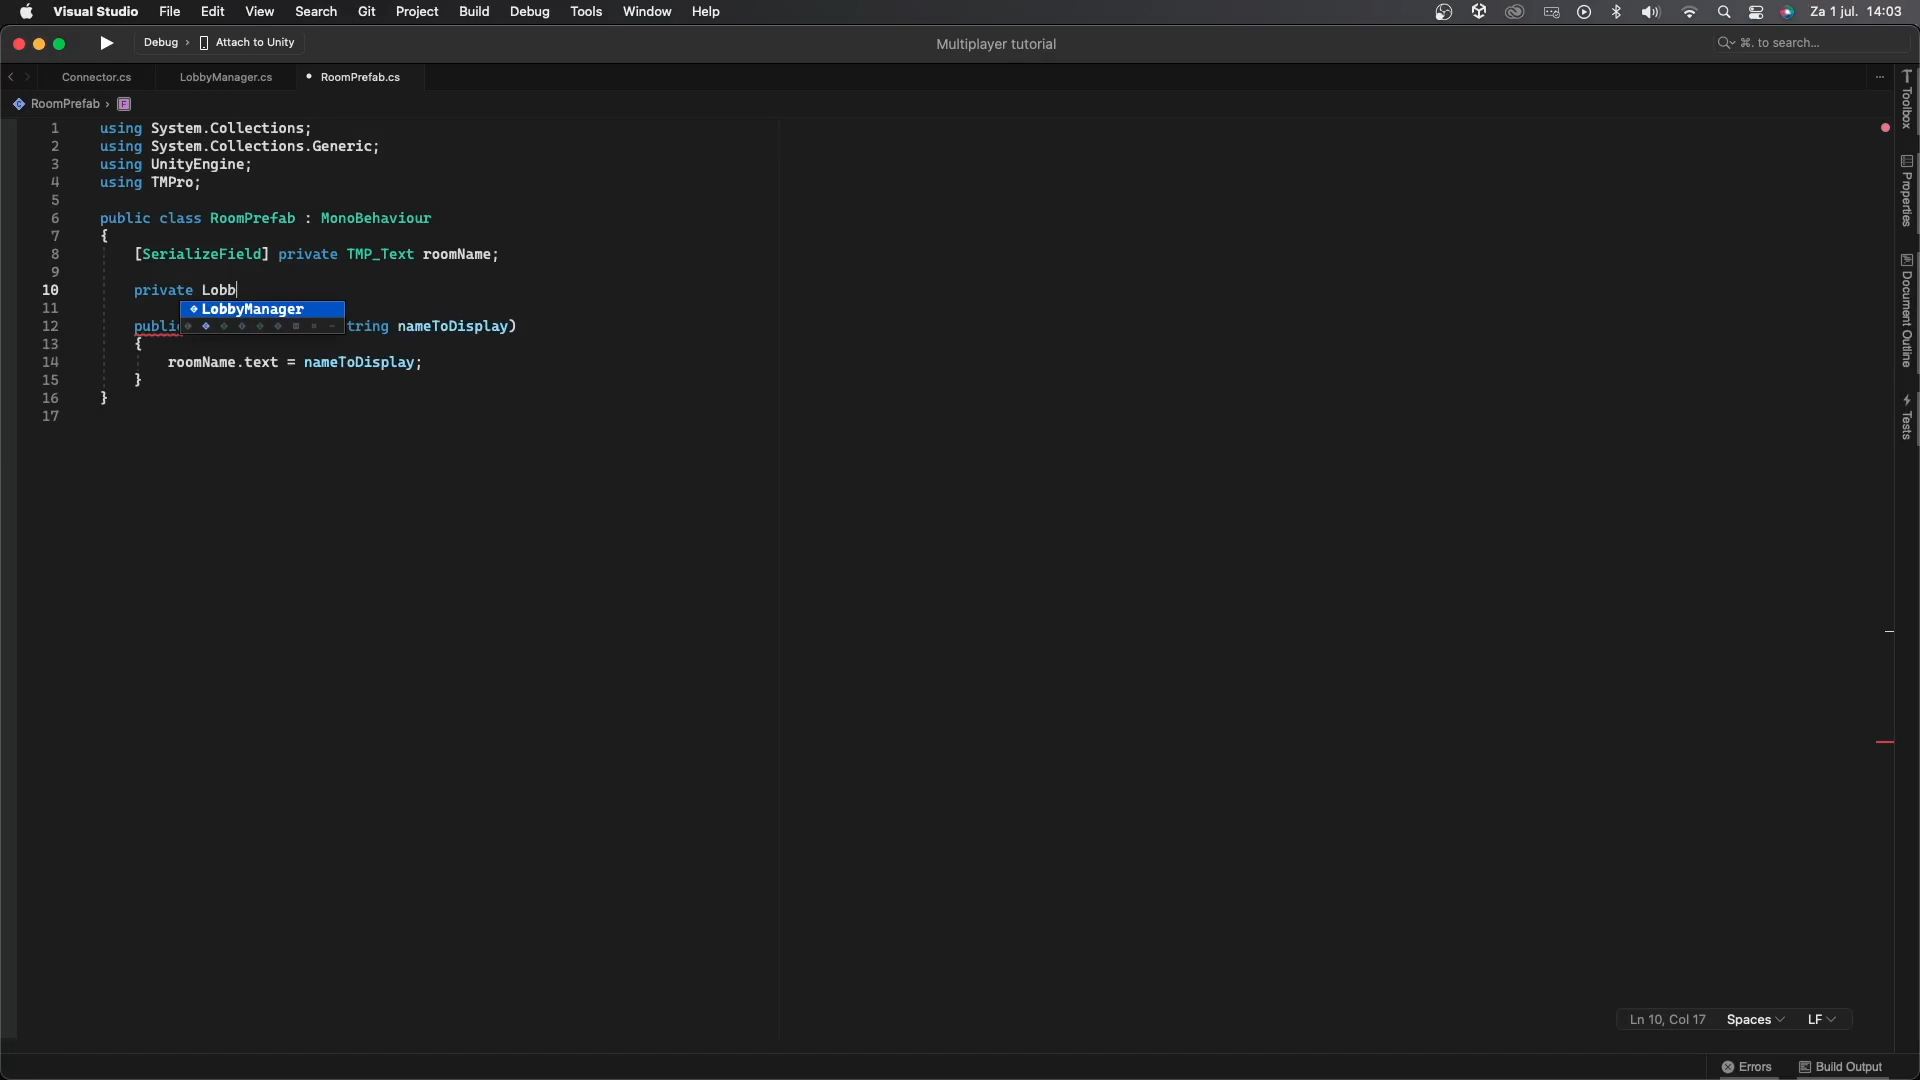 Visual Studio File Edit View Search Git Project Build Debug Tools Window Help Za 1 jul. 14:03
Debug › Attach to Unity Multiplayer tutorial ⌘. to search...
Connector.cs LobbyManager.cs • RoomPrefab.cs
RoomPrefab ›
1 using System.Collections;
2 using System.Collections.Generic;
3 using UnityEngine;
4 using TMPro;
5
6 public class RoomPrefab : MonoBehaviour
7 {
8 [SerializeField] private TMP_Text roomName;
9
10 private Lobb
11 LobbyManager
12 public tring nameToDisplay)
13 {
14 roomName.text = nameToDisplay;
15 }
16 }
17
Toolbox
Properties
Document Outline
Tests
Ln 10, Col 17 Spaces LF
Errors Build Output